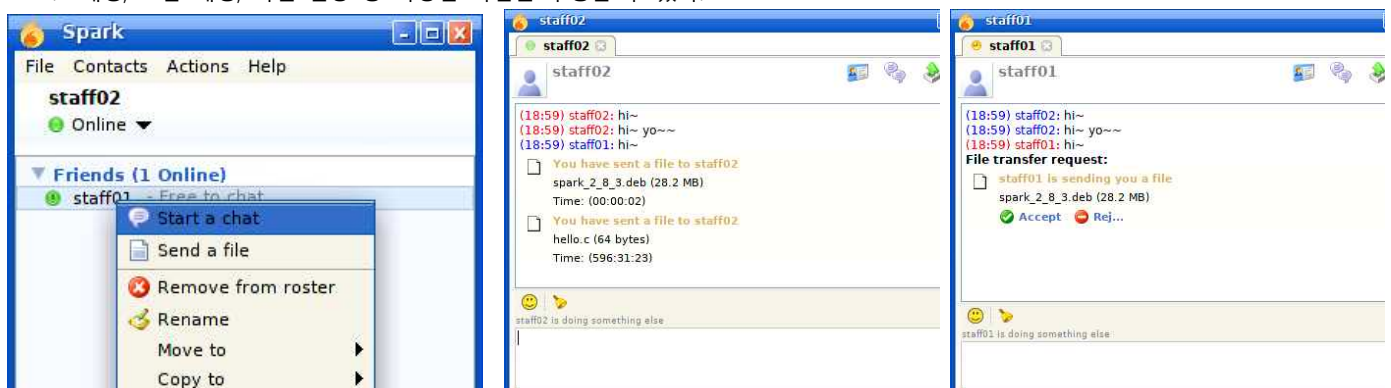 Spark
File Contacts Actions Help
staff02
Online
Friends (1 Online)
staff01 - Free to chat
Start a chat
Send a file
Remove from roster
Rename
Move to
Copy to
staff02
staff02
staff02
(18:59) staff02: hi~
(18:59) staff02: hi~ yo~~
(18:59) staff01: hi~
You have sent a file to staff02
spark_2_8_3.deb (28.2 MB)
Time: (00:00:02)
You have sent a file to staff02
hello.c (64 bytes)
Time: (596:31:23)
staff02 is doing something else
staff01
staff01
staff01
(18:59) staff02: hi~
(18:59) staff02: hi~ yo~~
(18:59) staff01: hi~
File transfer request:
staff01 is sending you a file
spark_2_8_3.deb (28.2 MB)
Accept Rej...
staff01 is doing something else